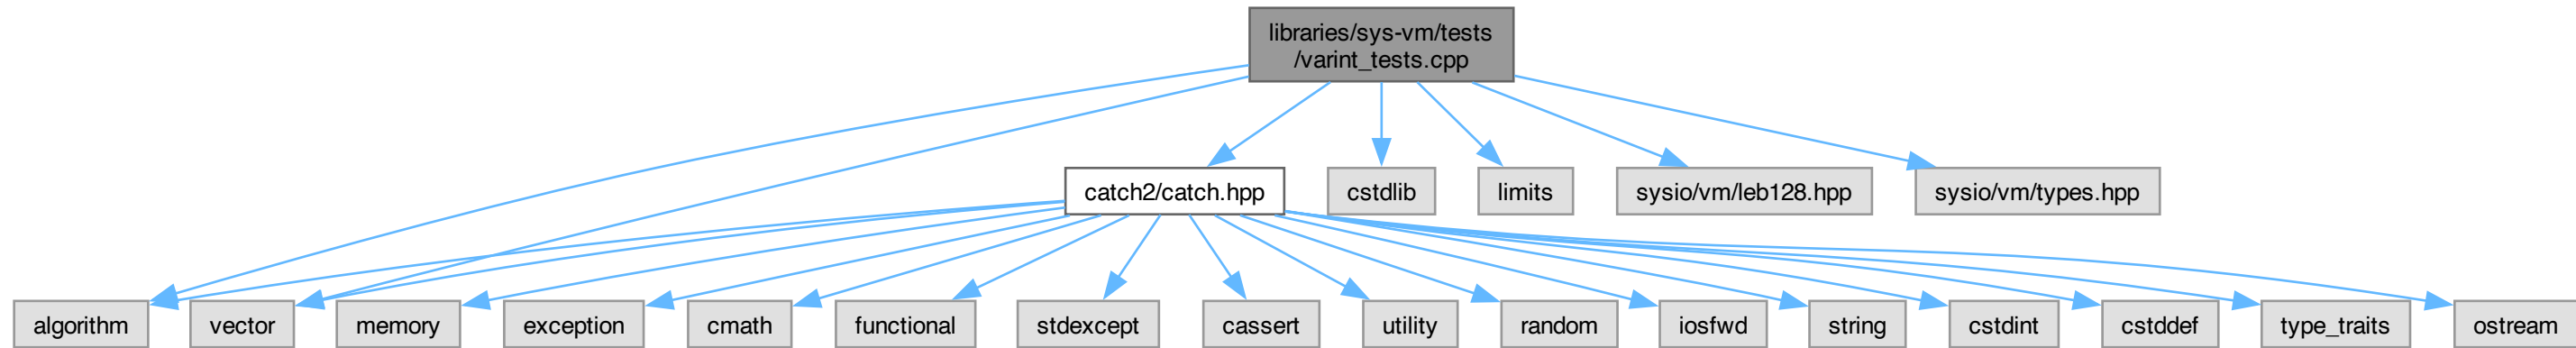 libraries/sys-vm/tests
/varint_tests.cpp
catch2/catch.hpp
cstdlib
limits
sysio/vm/leb128.hpp
sysio/vm/types.hpp
algorithm
vector
memory
exception
cmath
functional
stdexcept
cassert
utility
random
iosfwd
string
cstdint
cstddef
type_traits
ostream